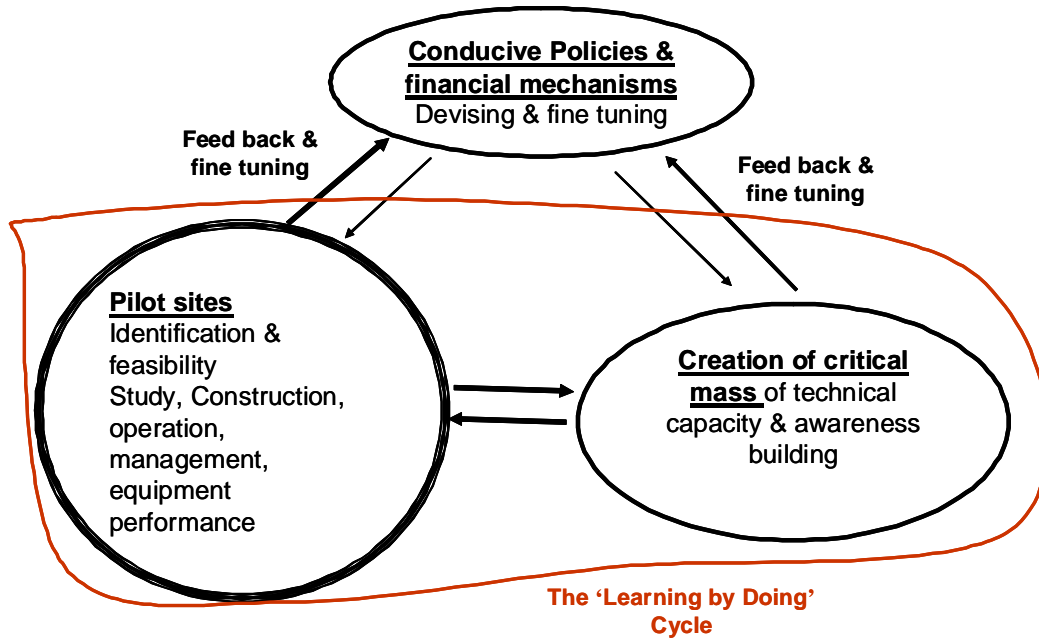 Conducive Policies &
financial mechanisms
Devising & fine tuning
Feed back &
fine tuning
Feed back &
fine tuning
Pilot sites
Identification &
feasibility
Study, Construction,
operation,
management,
equipment
performance
Creation of critical
mass of technical
capacity & awareness
building
The ‘Learning by Doing’
Cycle